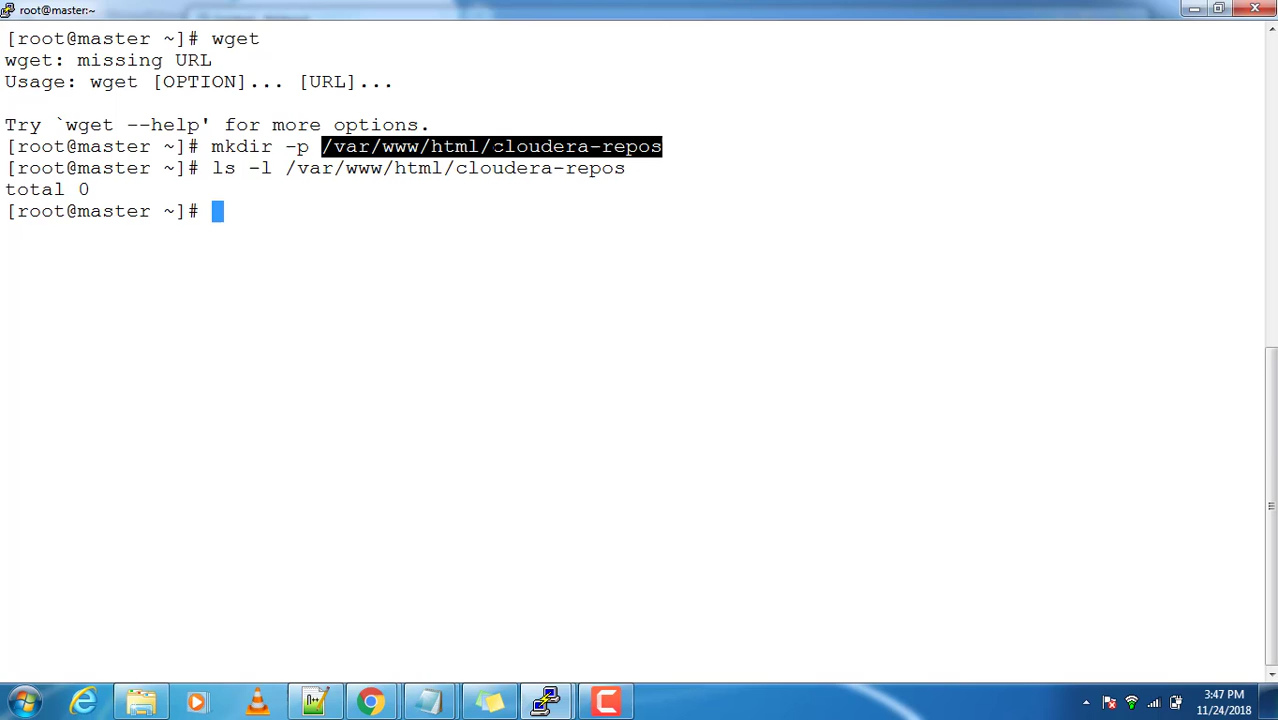 root@master:~
[root@master ~]# wget
wget: missing URL
Usage: wget [OPTION]... [URL]...
Try `wget --help' for more options.
[root@master ~]# mkdir -p /var/www/html/cloudera-repos
[root@master ~]# ls -l /var/www/html/cloudera-repos
total 0
[root@master ~]#
3:47 PM
11/24/2018